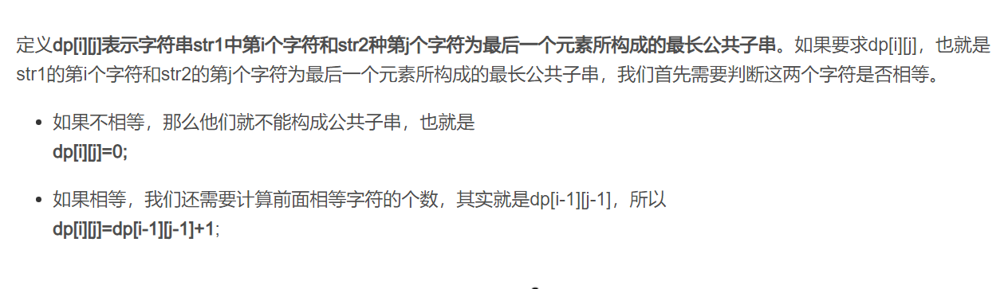 定义dp[i][j]表示字符串str1中第i个字符和str2种第j个字符为最后一个元素所构成的最长公共子串。如果要求dp[i][j]，也就是
str1的第i个字符和str2的第j个字符为最后一个元素所构成的最长公共子串，我们首先需要判断这两个字符是否相等。
• 如果不相等，那么他们就不能构成公共子串，也就是
dp[i][j]=0;
• 如果相等，我们还需要计算前面相等字符的个数，其实就是dp[i-1][j-1]，所以
dp[i][j]=dp[i-1][j-1]+1;